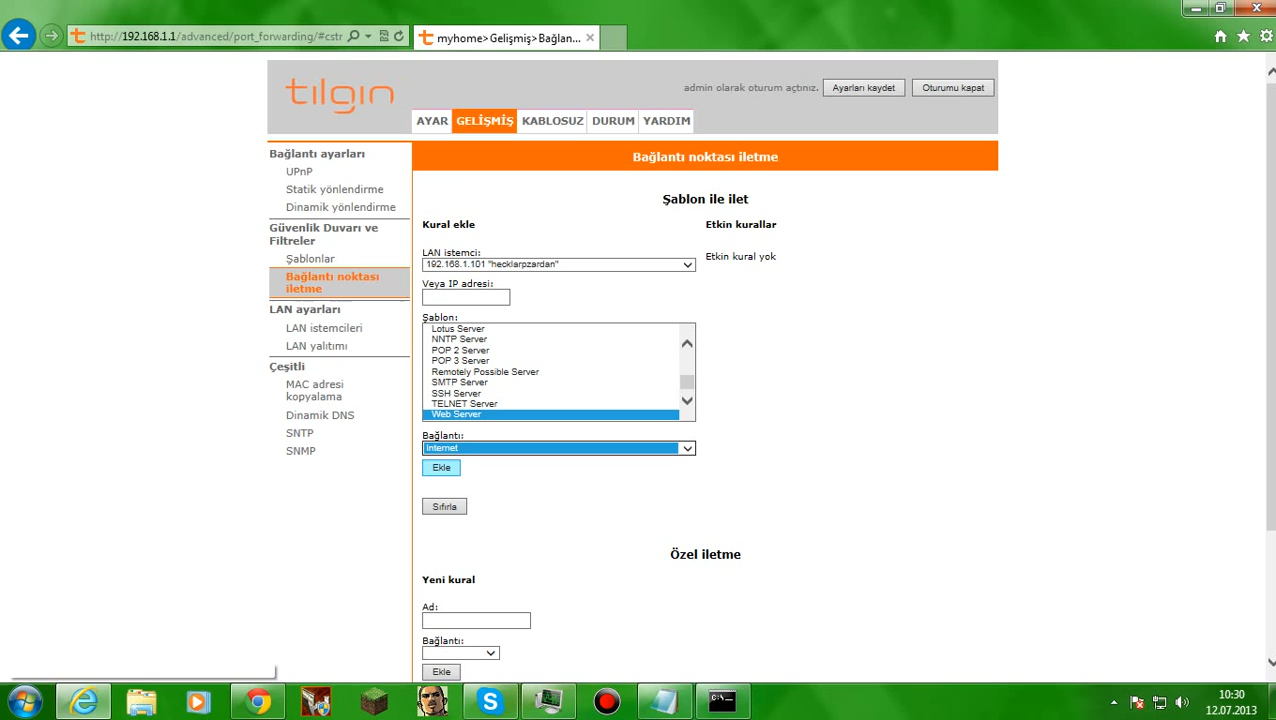 http://192.168.1.1/advanced/port_forwarding/#cstr
myhome>Gelişmiş>Bağlan...
tilgin
admin olarak oturum açtınız.
Ayarları kaydet
Oturumu kapat
AYAR
GELİŞMİŞ
KABLOSUZ
DURUM
YARDIM
Bağlantı ayarları
UPnP
Statik yönlendirme
Dinamik yönlendirme
Güvenlik Duvarı ve
Filtreler
Şablonlar
Bağlantı noktası
iletme
LAN ayarları
LAN istemcileri
LAN yalıtımı
Çeşitli
MAC adresi
kopyalama
Dinamik DNS
SNTP
SNMP
Bağlantı noktası iletme
Şablon ile ilet
Kural ekle
Etkin kurallar
LAN istemci:
192.168.1.101 "hecklarpzardan"
Etkin kural yok
Veya IP adresi:
Şablon:
Lotus Server
NNTP Server
POP 2 Server
POP 3 Server
Remotely Possible Server
SMTP Server
SSH Server
TELNET Server
Web Server
Bağlantı:
Internet
Ekle
Sıfırla
Özel iletme
Yeni kural
Ad:
Bağlantı:
Ekle
10:30
12.07.2013